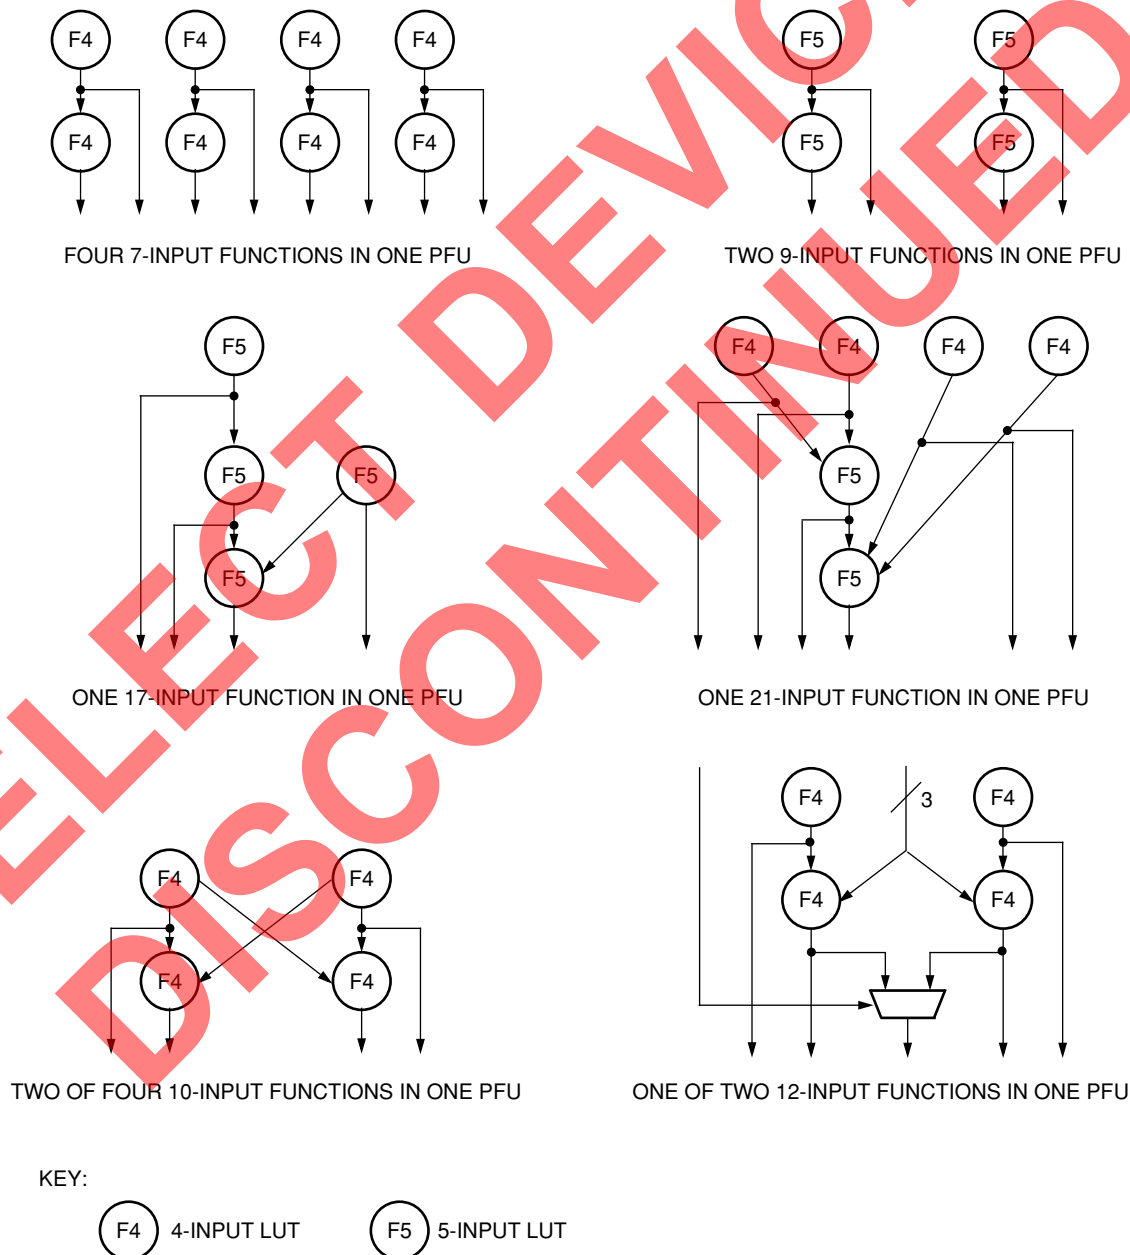 F4 F4 F4 F4 F5 F5
F4 F4 F4 F4 F5 F5
FOUR 7-INPUT FUNCTIONS IN ONE PFU
TWO 9-INPUT FUNCTIONS IN ONE PFU
F5 F4 F4 F4 F4
F5 F5 F5
F5 F5
ONE 17-INPUT FUNCTION IN ONE PFU
ONE 21-INPUT FUNCTION IN ONE PFU
F4 3 F4
F4 F4 F4 F4
F4 F4
TWO OF FOUR 10-INPUT FUNCTIONS IN ONE PFU
ONE OF TWO 12-INPUT FUNCTIONS IN ONE PFU
KEY:
F4 4-INPUT LUT F5 5-INPUT LUT
ELECT DEVIC
DISCONTINUED